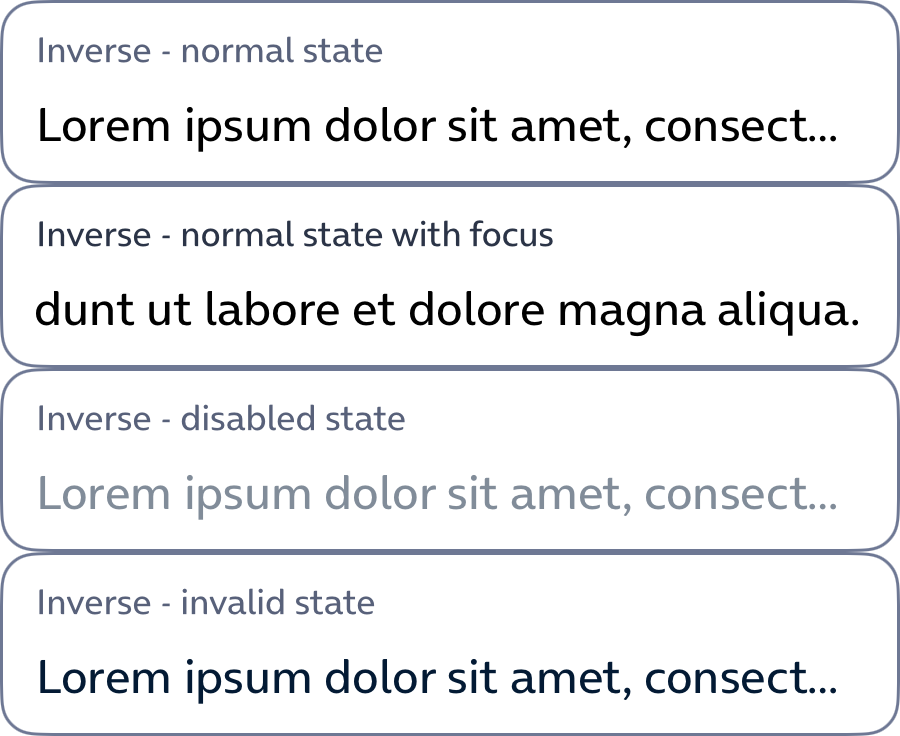 Inverse - normal state
Lorem ipsum dolor sit amet, consect...
Inverse - normal state with focus
dunt ut labore et dolore magna aliqua.
Inverse - disabled state
Lorem ipsum dolor sit amet, consect...
Inverse - invalid state
Lorem ipsum dolor sit amet, consect...